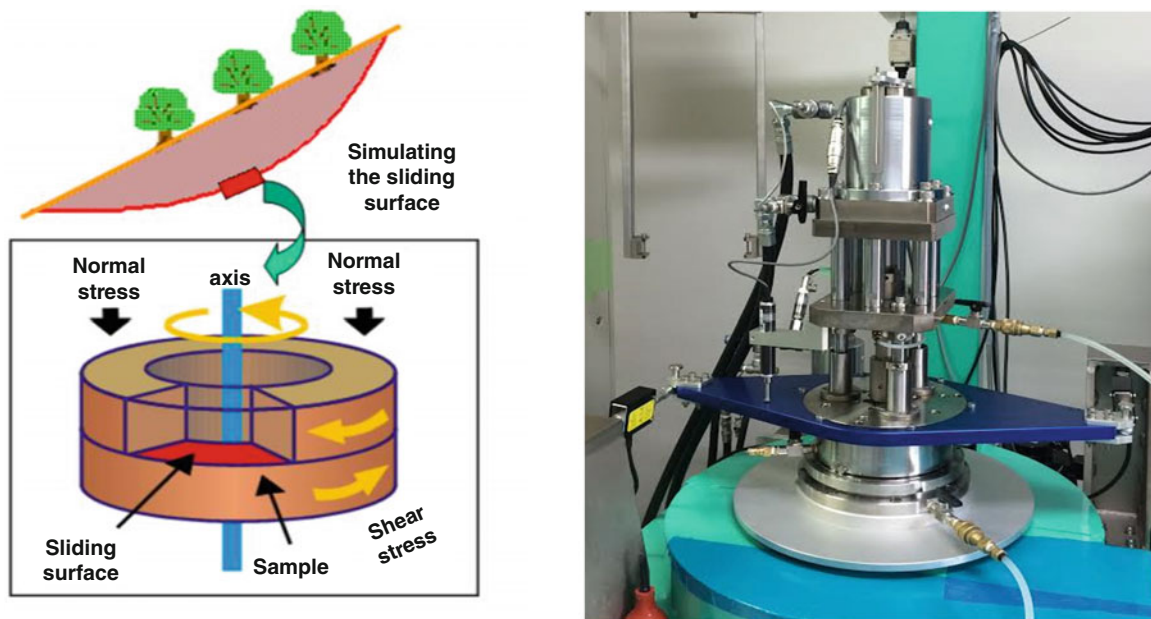 Simulating
the sliding
surface
Normal
stress
axis
Normal
stress
Shear
stress
Sliding
surface
Sample